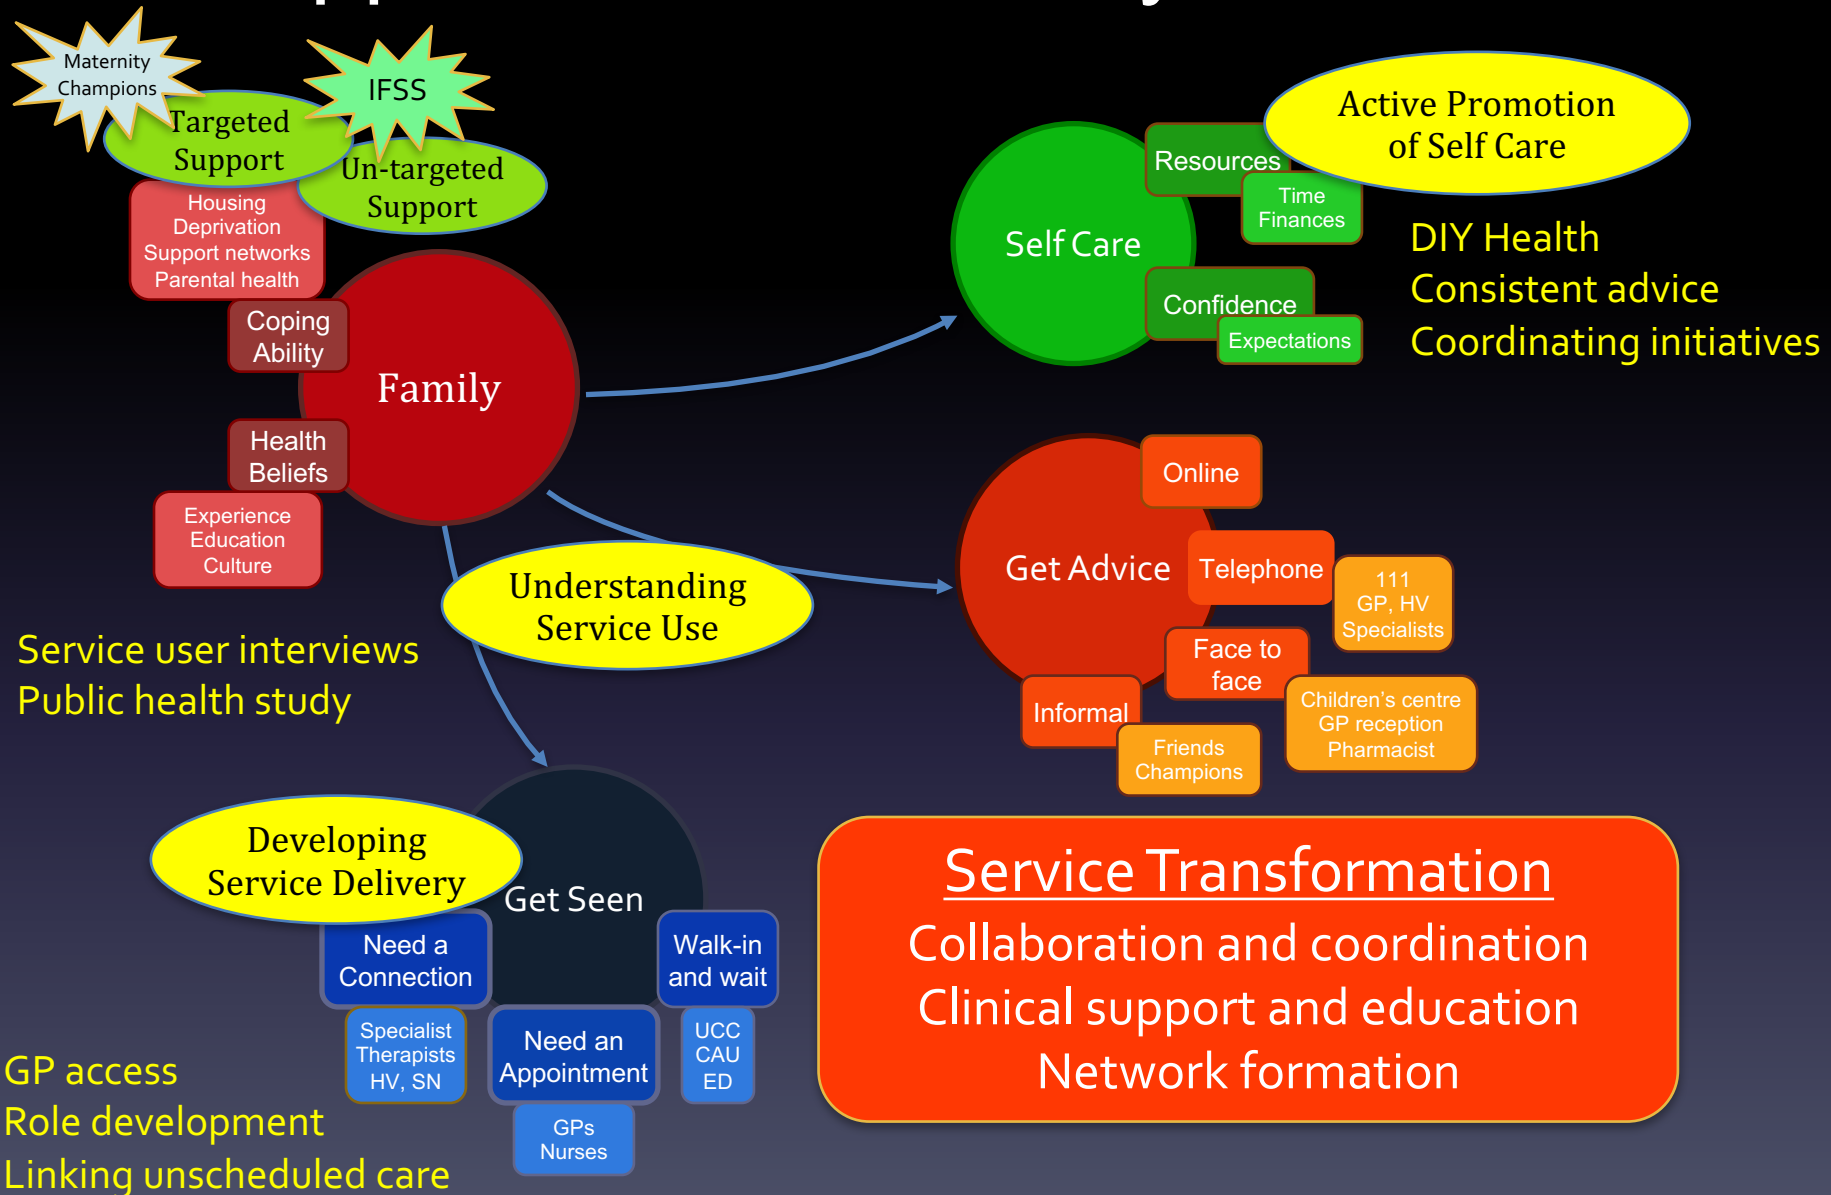 Maternity
Champions
IFSS
Targeted
Support
Un-targeted
Support
Housing
Deprivation
Support networks
Parental health
Coping
Ability
Family
Health
Beliefs
Experience
Education
Culture
Service user interviews
Public health study
Understanding
Service Use
Self Care
Resources
Time
Finances
Confidence
Expectations
Active Promotion
of Self Care
DIY Health
Consistent advice
Coordinating initiatives
Get Advice
Online
Telephone
111
GP, HV
Specialists
Face to
face
Children's centre
GP reception
Pharmacist
Informal
Friends
Champions
Developing
Service Delivery
Get Seen
Need a
Connection
Specialist
Therapists
HV, SN
Need an
Appointment
GPs
Nurses
Walk-in
and wait
UCC
CAU
ED
GP access
Role development
Linking unscheduled care
Service Transformation
Collaboration and coordination
Clinical support and education
Network formation